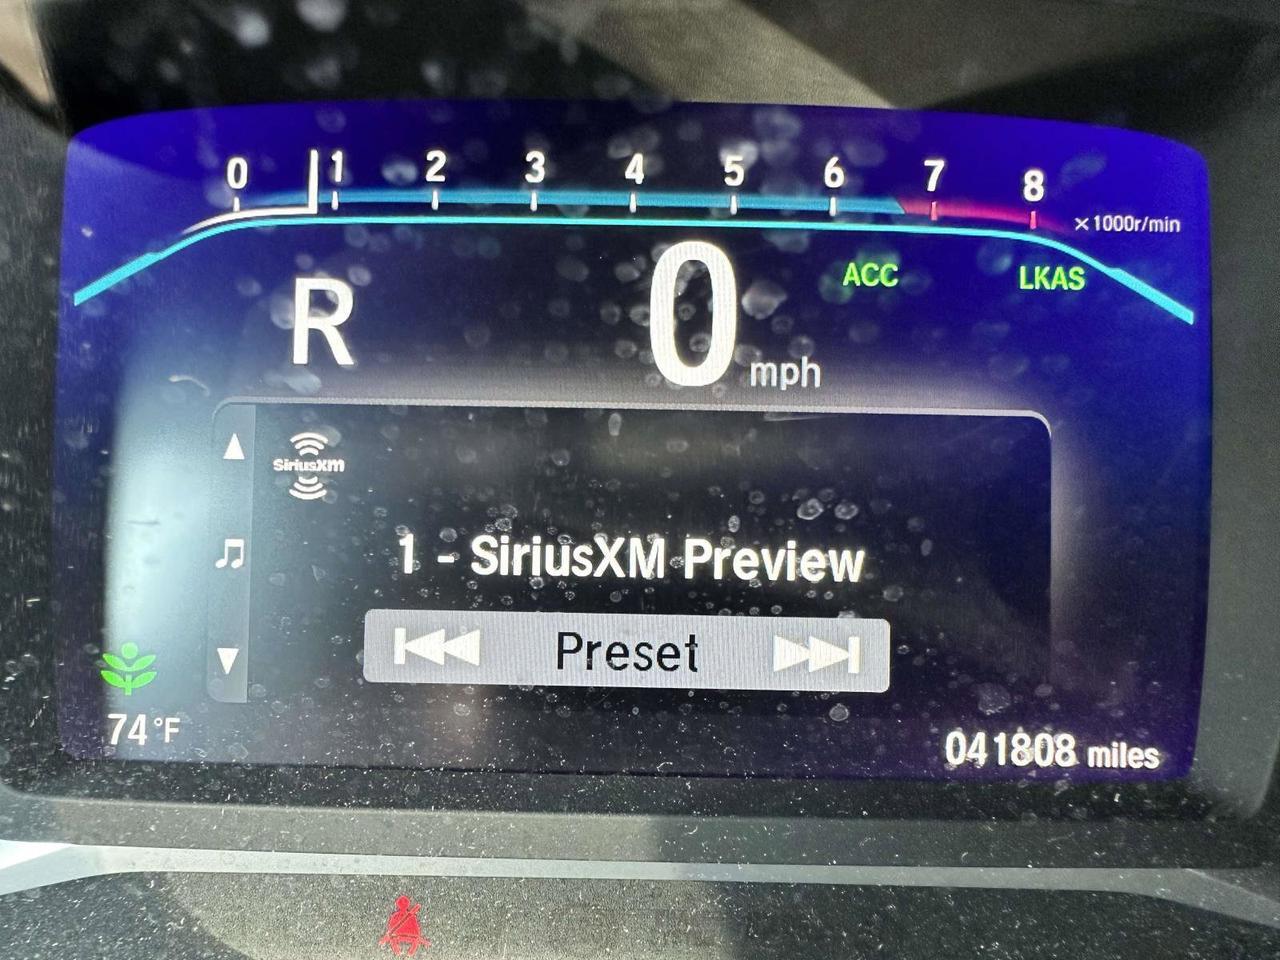 0 1 2 3 4 5 6 7 8
×1000r/min
R 0 mph
ACC LKAS
SiriusXM
1 - SiriusXM Preview
Preset
74°F
041808 miles